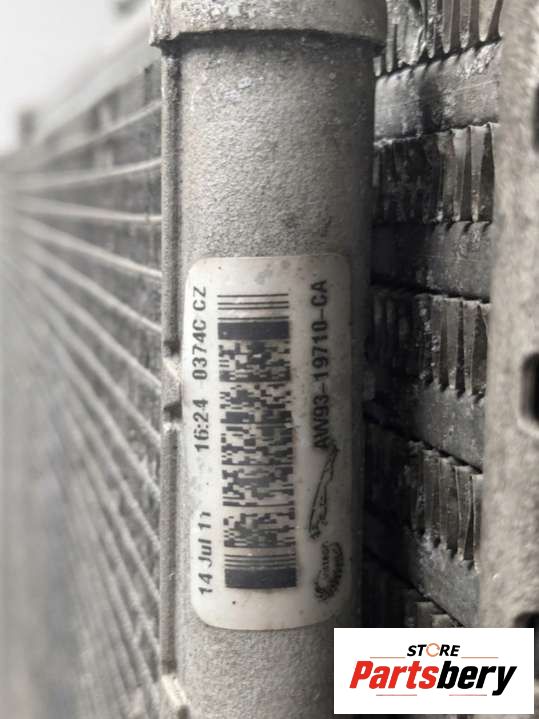 14 Jul 11 16:24 0374C CZ
AW93-19710-CA
STORE
Partsbery